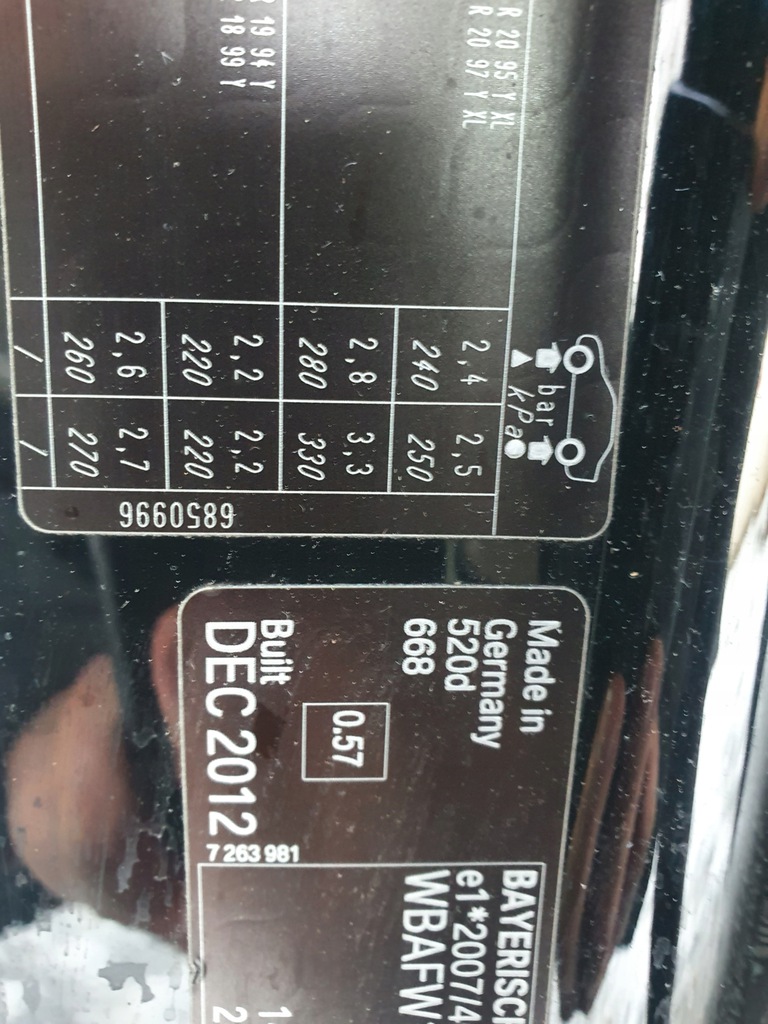 R 20 95 Y XL
R 20 97 Y XL
R 19 94 Y
R 18 99 Y
bar
kPa
2,4 2,5
240 250
2,8 3,3
280 330
2,2 2,2
220 220
2,6 2,7
260 270
/ /
6850996
Made in
Germany
520d
668
0.57
Built
DEC 2012
7 263 981
BAYERISCH
e1*2007/4
WBAFW